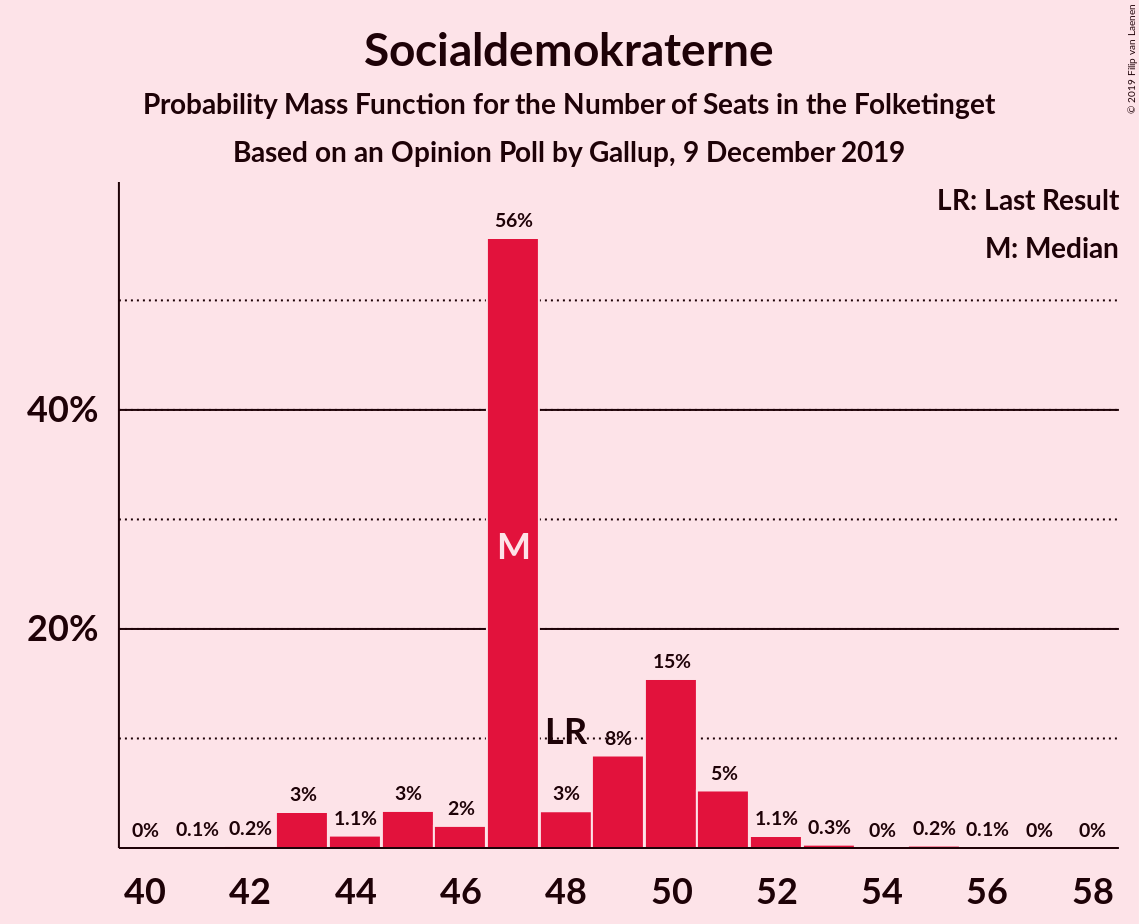 Socialdemokraterne
Probability Mass Function for the Number of Seats in the Folketinget
Based on an Opinion Poll by Gallup, 9 December 2019
© 2019 Filip van Laenen
LR: Last Result
M: Median
40%
20%
0%
0.1%
0.2%
3%
1.1%
3%
2%
56%
M
3%
LR
8%
15%
5%
1.1%
0.3%
0%
0.2%
0.1%
0%
0%
40 42 44 46 48 50 52 54 56 58